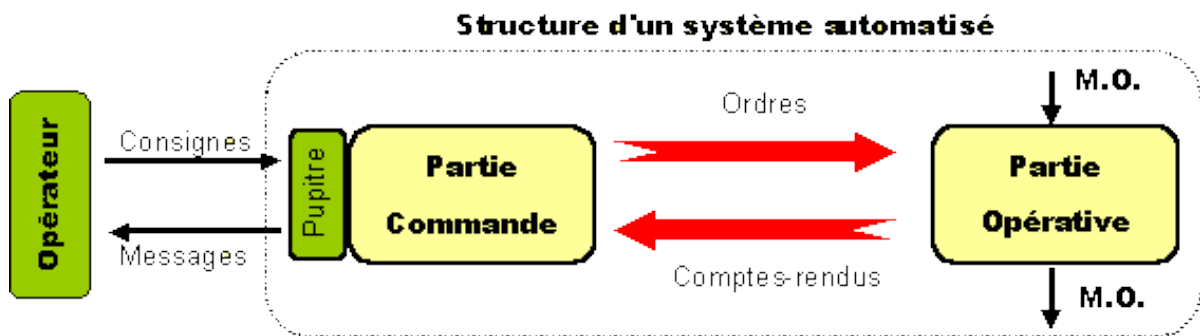 Structure d'un système automatisé
M.O.
Ordres
Opérateur
Consignes
Pupitre
Partie
Commande
Partie
Opérative
Messages
Comptes-rendus
M.O.